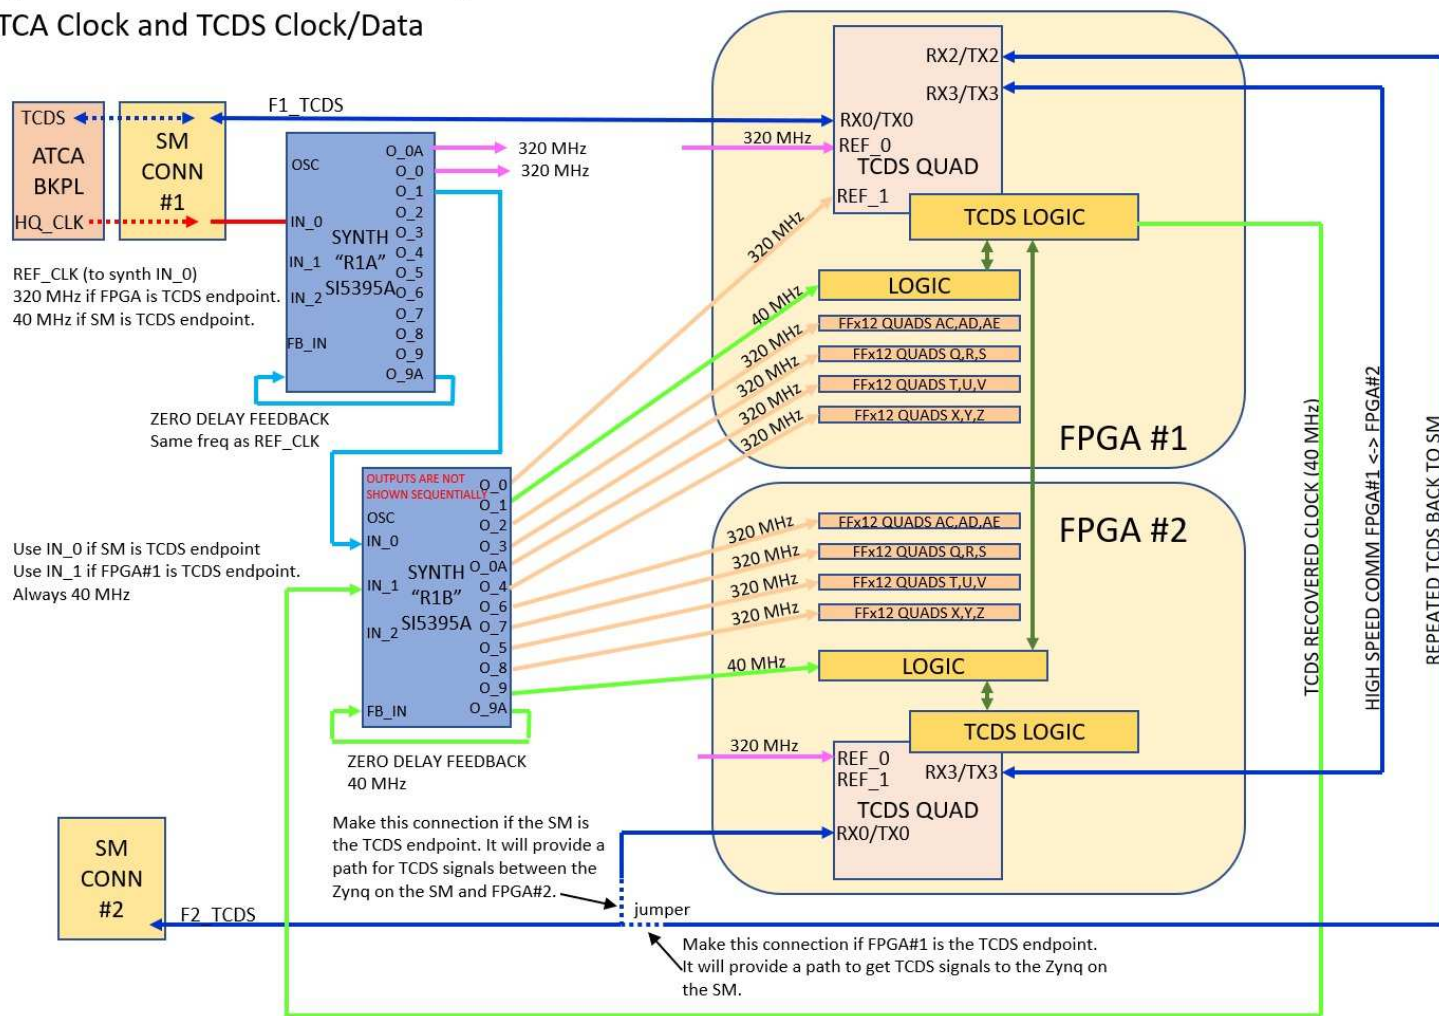 TCA Clock and TCDS Clock/Data
TCDS
ATCA
BKPL
HQ_CLK
SM
CONN
#1
F1_TCDS
REF_CLK (to synth IN_0)
320 MHz if FPGA is TCDS endpoint.
40 MHz if SM is TCDS endpoint.
OSC
IN_0
IN_1
IN_2
FB_IN
SYNTH
“R1A”
SI5395A
O_0A
O_0
O_1
O_2
O_3
O_4
O_5
O_6
O_7
O_8
O_9
O_9A
320 MHz
320 MHz
ZERO DELAY FEEDBACK
Same freq as REF_CLK
320 MHz
RX2/TX2
RX3/TX3
RX0/TX0
REF_0
TCDS QUAD
REF_1
TCDS LOGIC
LOGIC
FFx12 QUADS AC,AD,AE
FFx12 QUADS Q,R,S
FFx12 QUADS T,U,V
FFx12 QUADS X,Y,Z
FPGA #1
320 MHz
40 MHz
320 MHz
320 MHz
320 MHz
320 MHz
OUTPUTS ARE NOT
SHOWN SEQUENTIALLY
OSC
IN_0
IN_1
IN_2
FB_IN
SYNTH
“R1B”
SI5395A
O_0
O_1
O_2
O_3
O_0A
O_4
O_6
O_7
O_5
O_8
O_9
O_9A
Use IN_0 if SM is TCDS endpoint
Use IN_1 if FPGA#1 is TCDS endpoint.
Always 40 MHz
ZERO DELAY FEEDBACK
40 MHz
320 MHz
320 MHz
320 MHz
320 MHz
40 MHz
FPGA #2
FFx12 QUADS AC,AD,AE
FFx12 QUADS Q,R,S
FFx12 QUADS T,U,V
FFx12 QUADS X,Y,Z
LOGIC
TCDS LOGIC
320 MHz
REF_0
REF_1
RX3/TX3
TCDS QUAD
RX0/TX0
TCDS RECOVERED CLOCK (40 MHz)
HIGH SPEED COMM FPGA#1 <-> FPGA#2
REPEATED TCDS BACK TO SM
SM
CONN
#2
F2_TCDS
Make this connection if the SM is
the TCDS endpoint. It will provide a
path for TCDS signals between the
Zynq on the SM and FPGA#2.
jumper
Make this connection if FPGA#1 is the TCDS endpoint.
It will provide a path to get TCDS signals to the Zynq on
the SM.